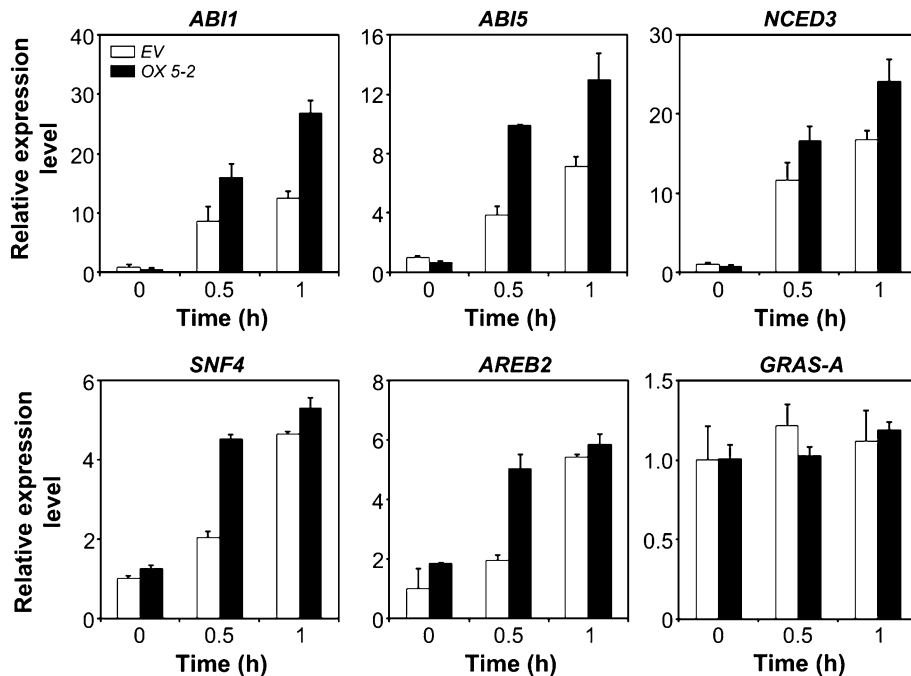 ABI1
ABI5
NCED3
Relative expression
level
40
30
20
10
0
EV
OX 5-2
16
12
8
4
0
30
20
10
0
0 0.5 1
0 0.5 1
0 0.5 1
Time (h)
Time (h)
Time (h)
SNF4
AREB2
GRAS-A
Relative expression
level
6
4
2
0
8
6
4
2
0
1.5
1.0
0.5
0
0 0.5 1
0 0.5 1
0 0.5 1
Time (h)
Time (h)
Time (h)